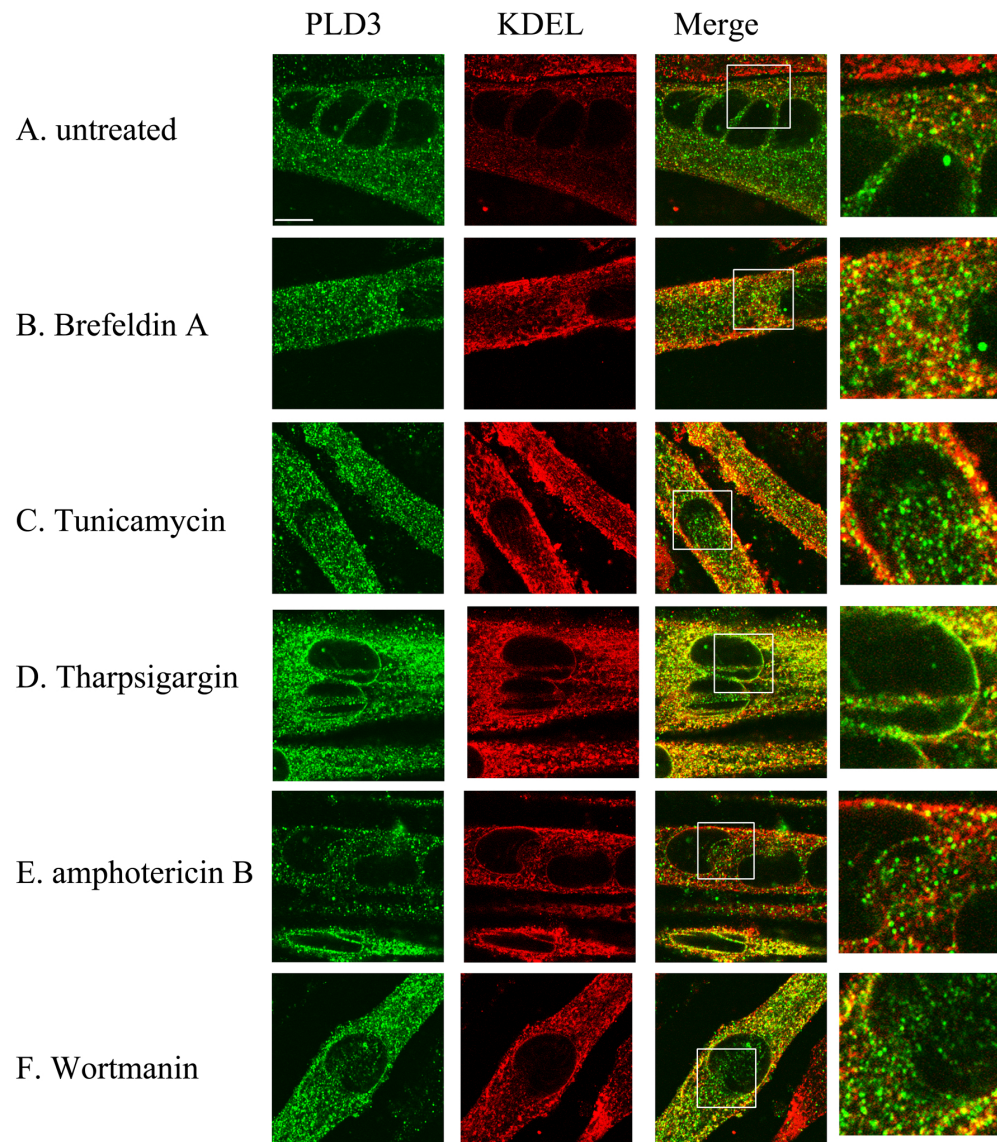 PLD3 KDEL Merge
A. untreated
B. Brefeldin A
C. Tunicamycin
D. Tharpsigargin
E. amphotericin B
F. Wortmanin